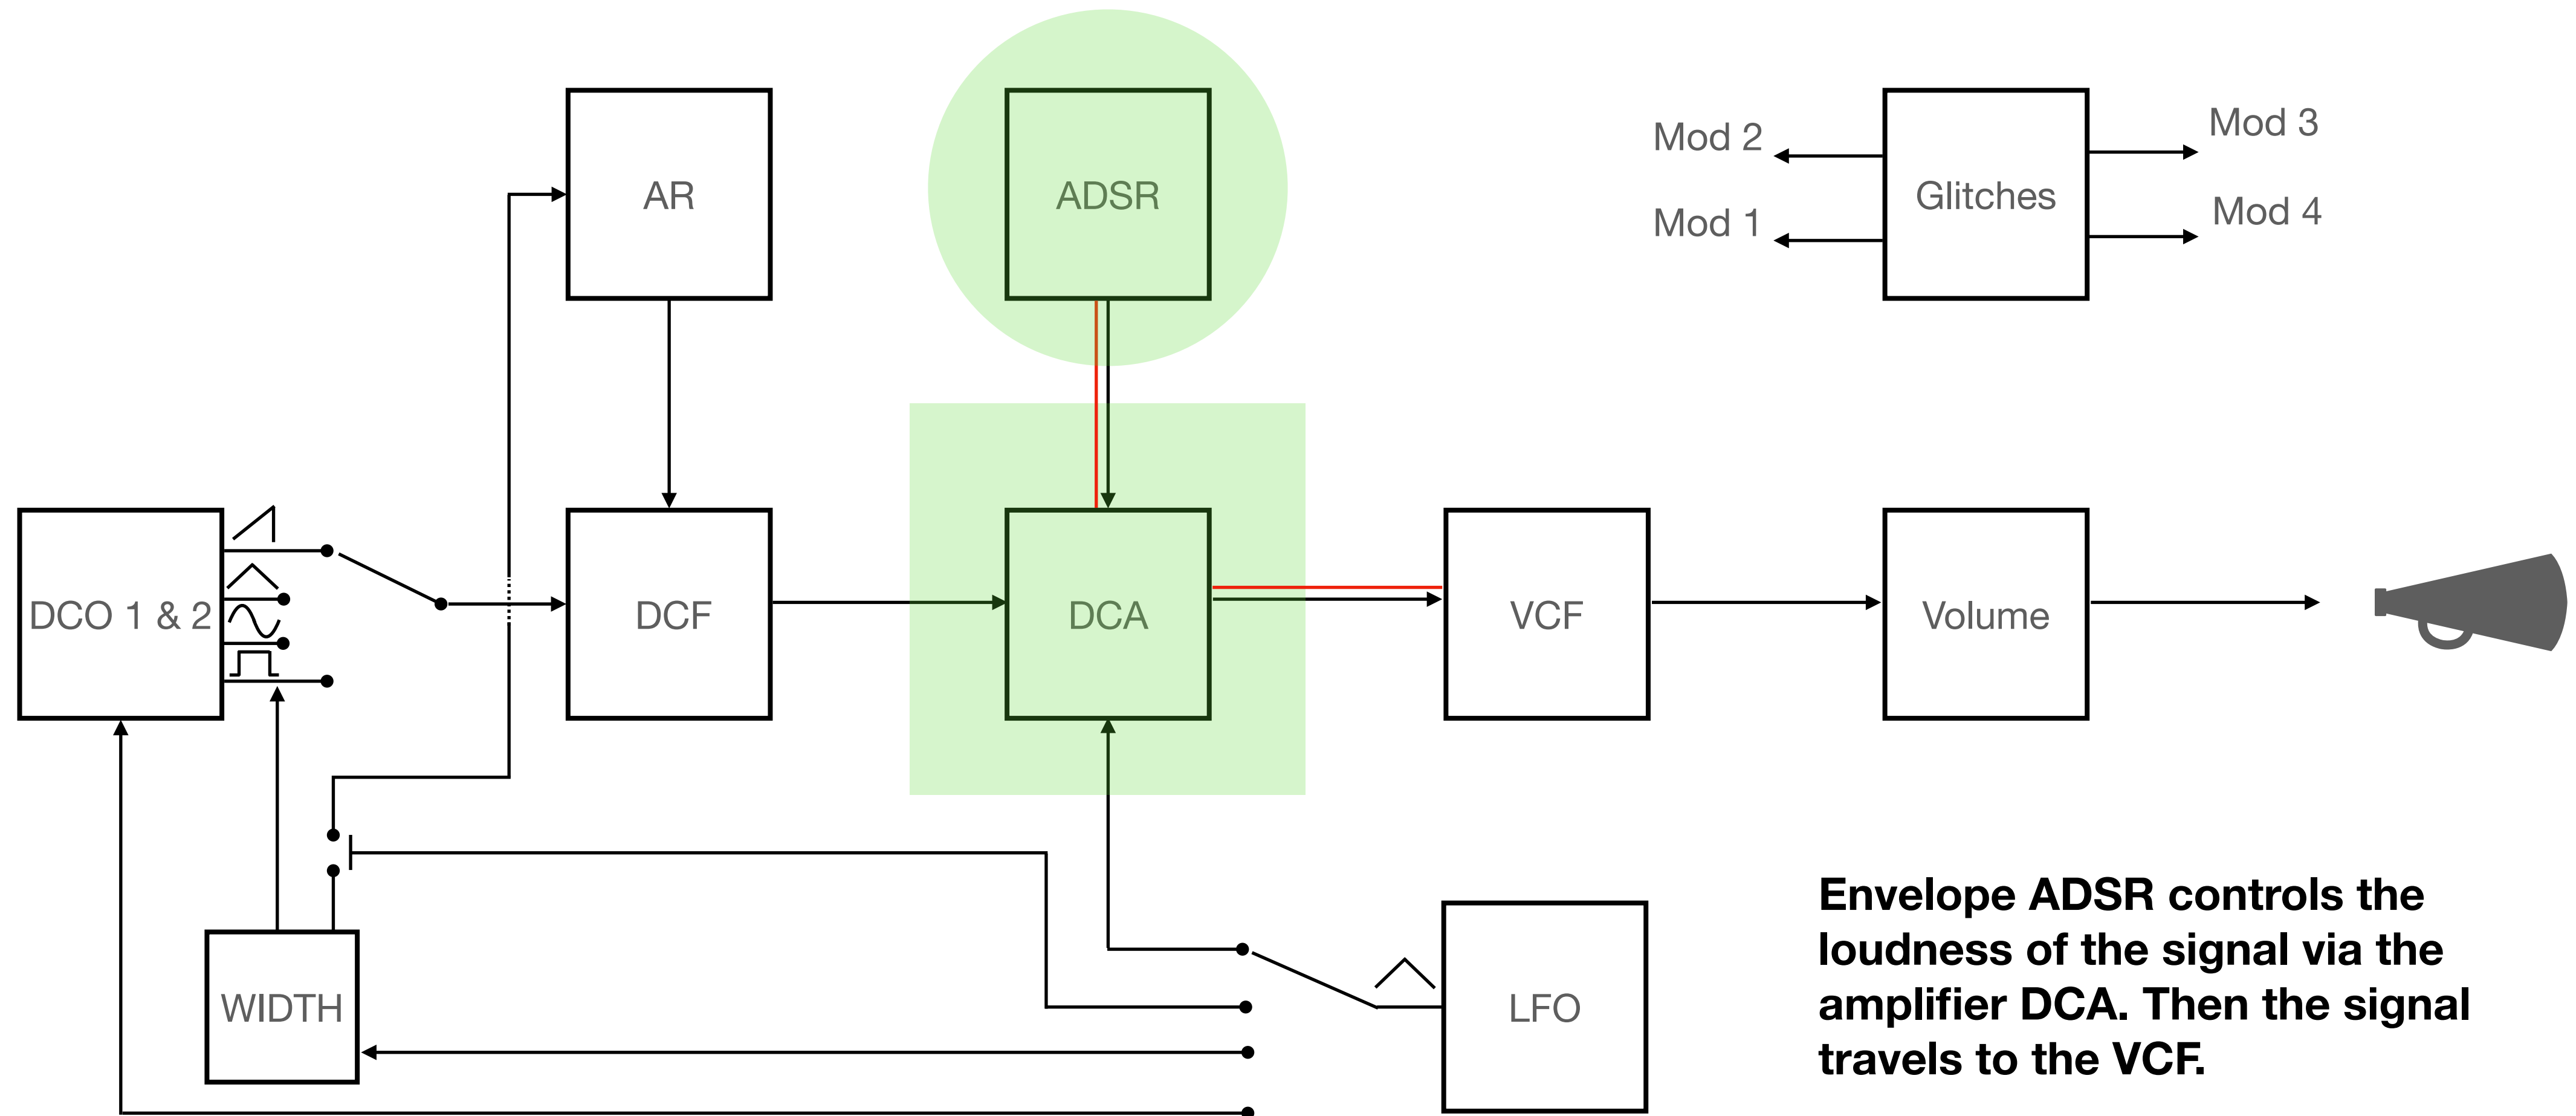 AR
ADSR
Mod 2
Mod 1
Glitches
Mod 3
Mod 4
DCO 1 & 2
DCF
DCA
VCF
Volume
WIDTH
LFO
Envelope ADSR controls the
loudness of the signal via the
amplifier DCA. Then the signal
travels to the VCF.